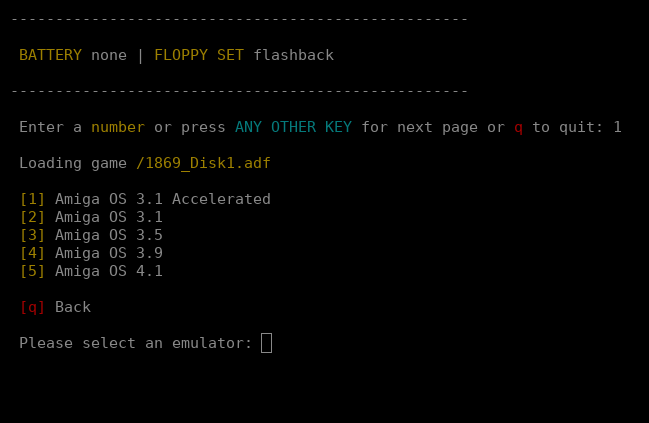 ---------------------------------------------------
BATTERY none | FLOPPY SET flashback
---------------------------------------------------
Enter a number or press ANY OTHER KEY for next page or q to quit: 1
Loading game /1869_Disk1.adf
[1] Amiga OS 3.1 Accelerated
[2] Amiga OS 3.1
[3] Amiga OS 3.5
[4] Amiga OS 3.9
[5] Amiga OS 4.1
[q] Back
Please select an emulator: